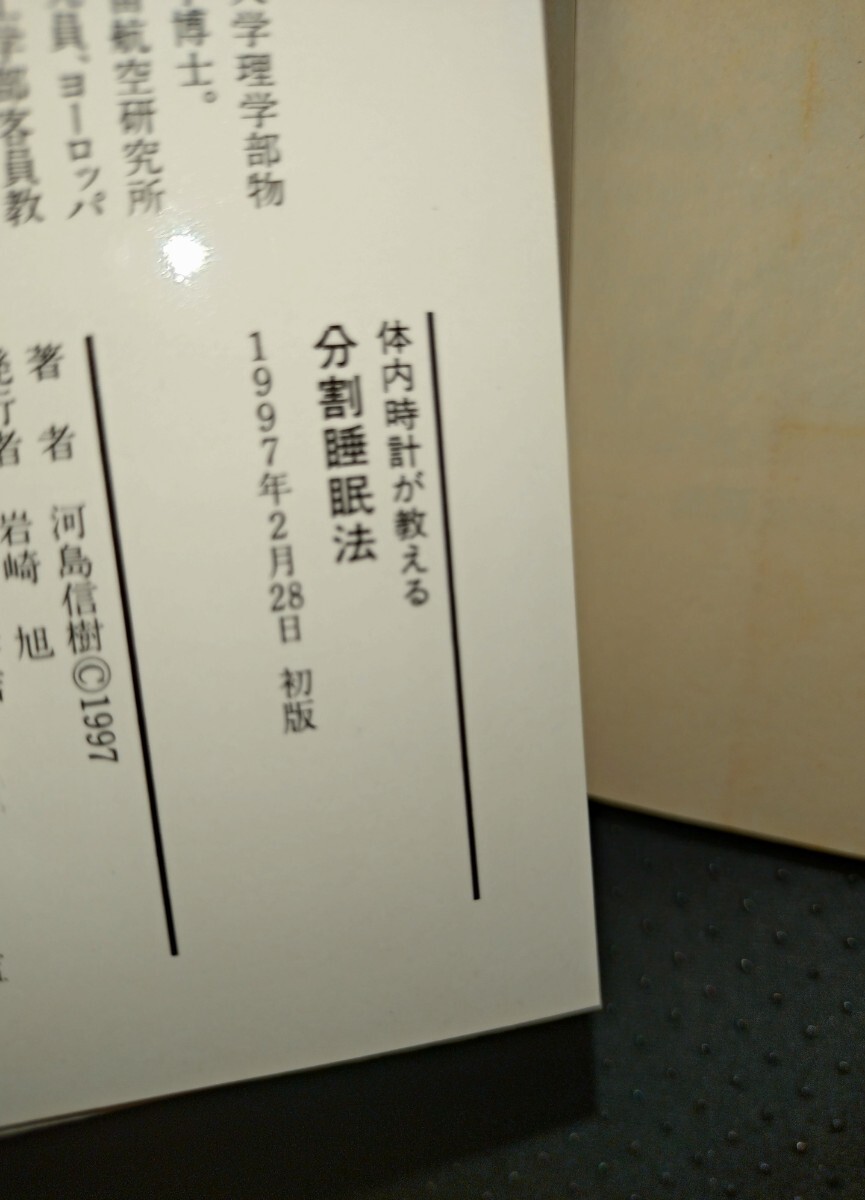 学理学部物
博士。
航空研究所
員、ヨーロッパ
学部客員教
体内時計が教える
分割睡眠法
1997年2月28日 初版
著者 河島信樹©1997
発行者 岩崎 旭